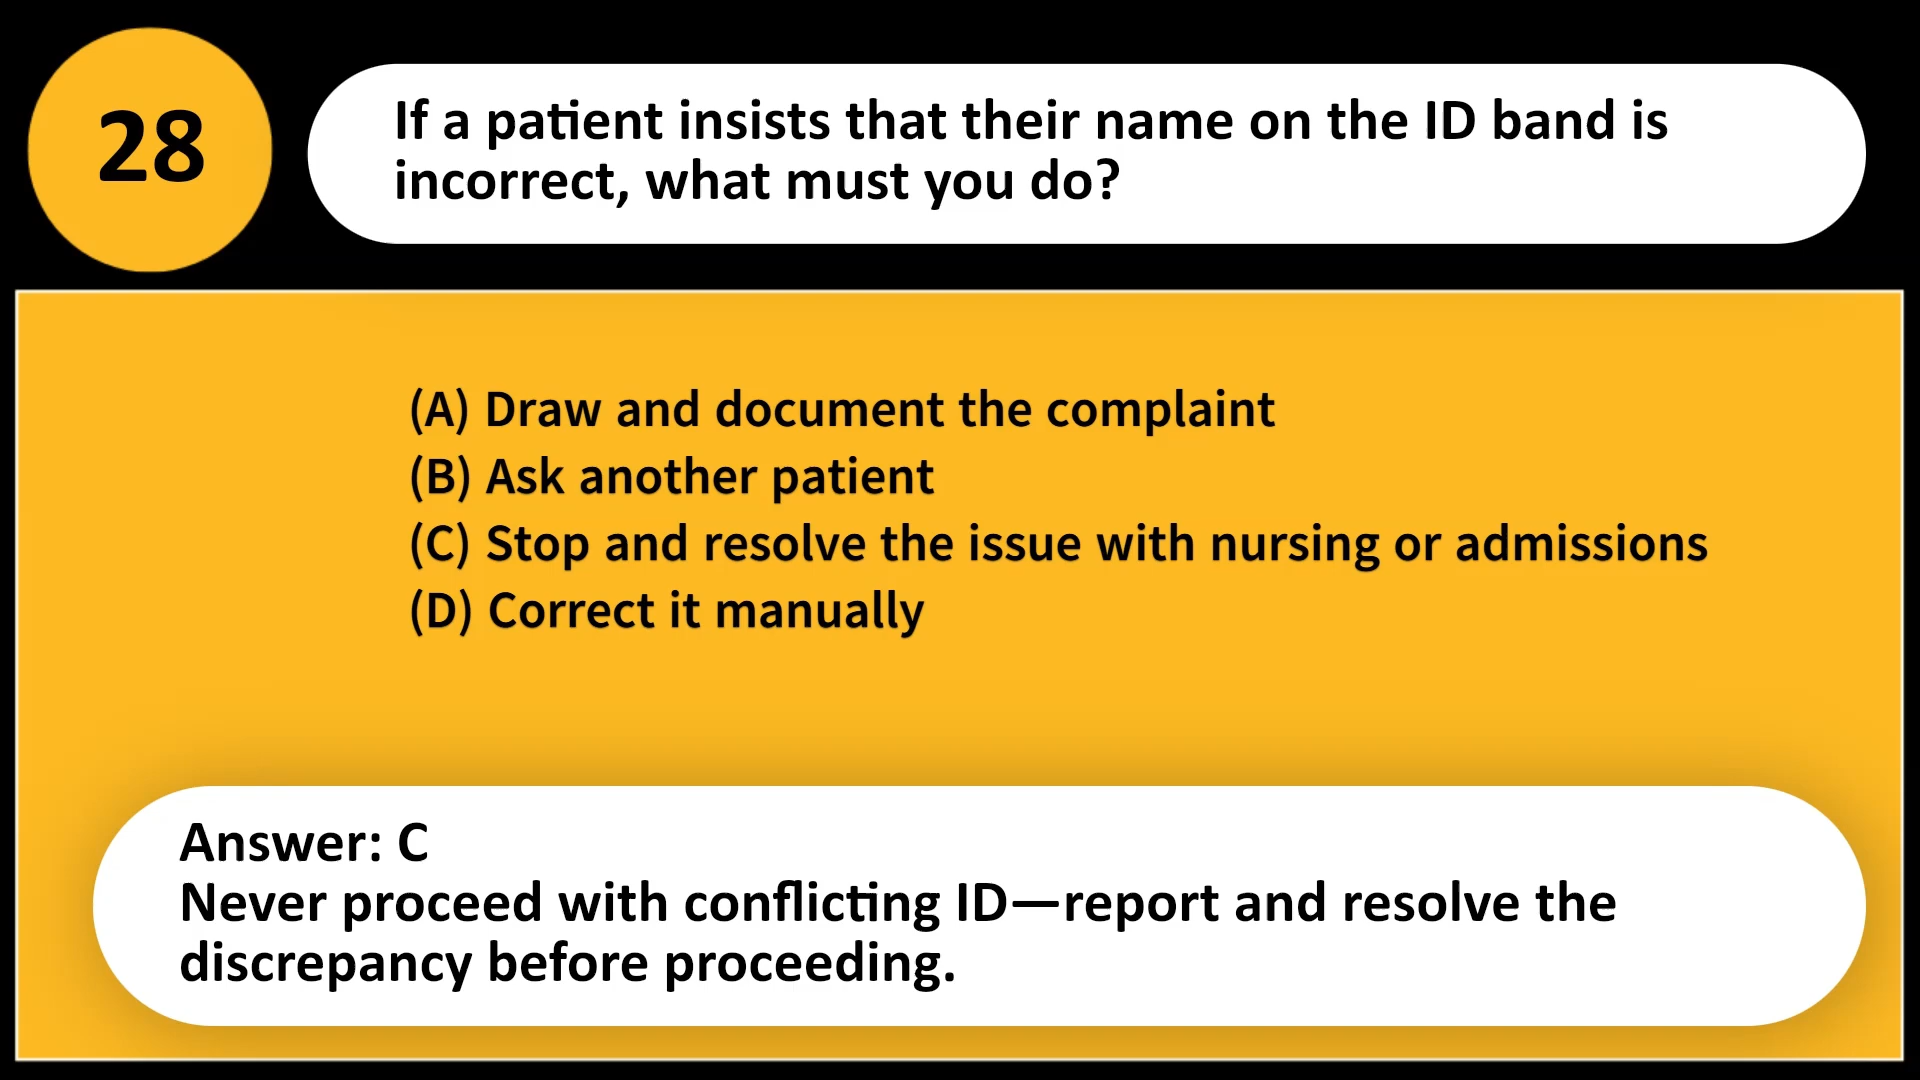 28
If a patient insists that their name on the ID band is
incorrect, what must you do?
(A) Draw and document the complaint
(B) Ask another patient
(C) Stop and resolve the issue with nursing or admissions
(D) Correct it manually
Answer: C
Never proceed with conflicting ID—report and resolve the
discrepancy before proceeding.